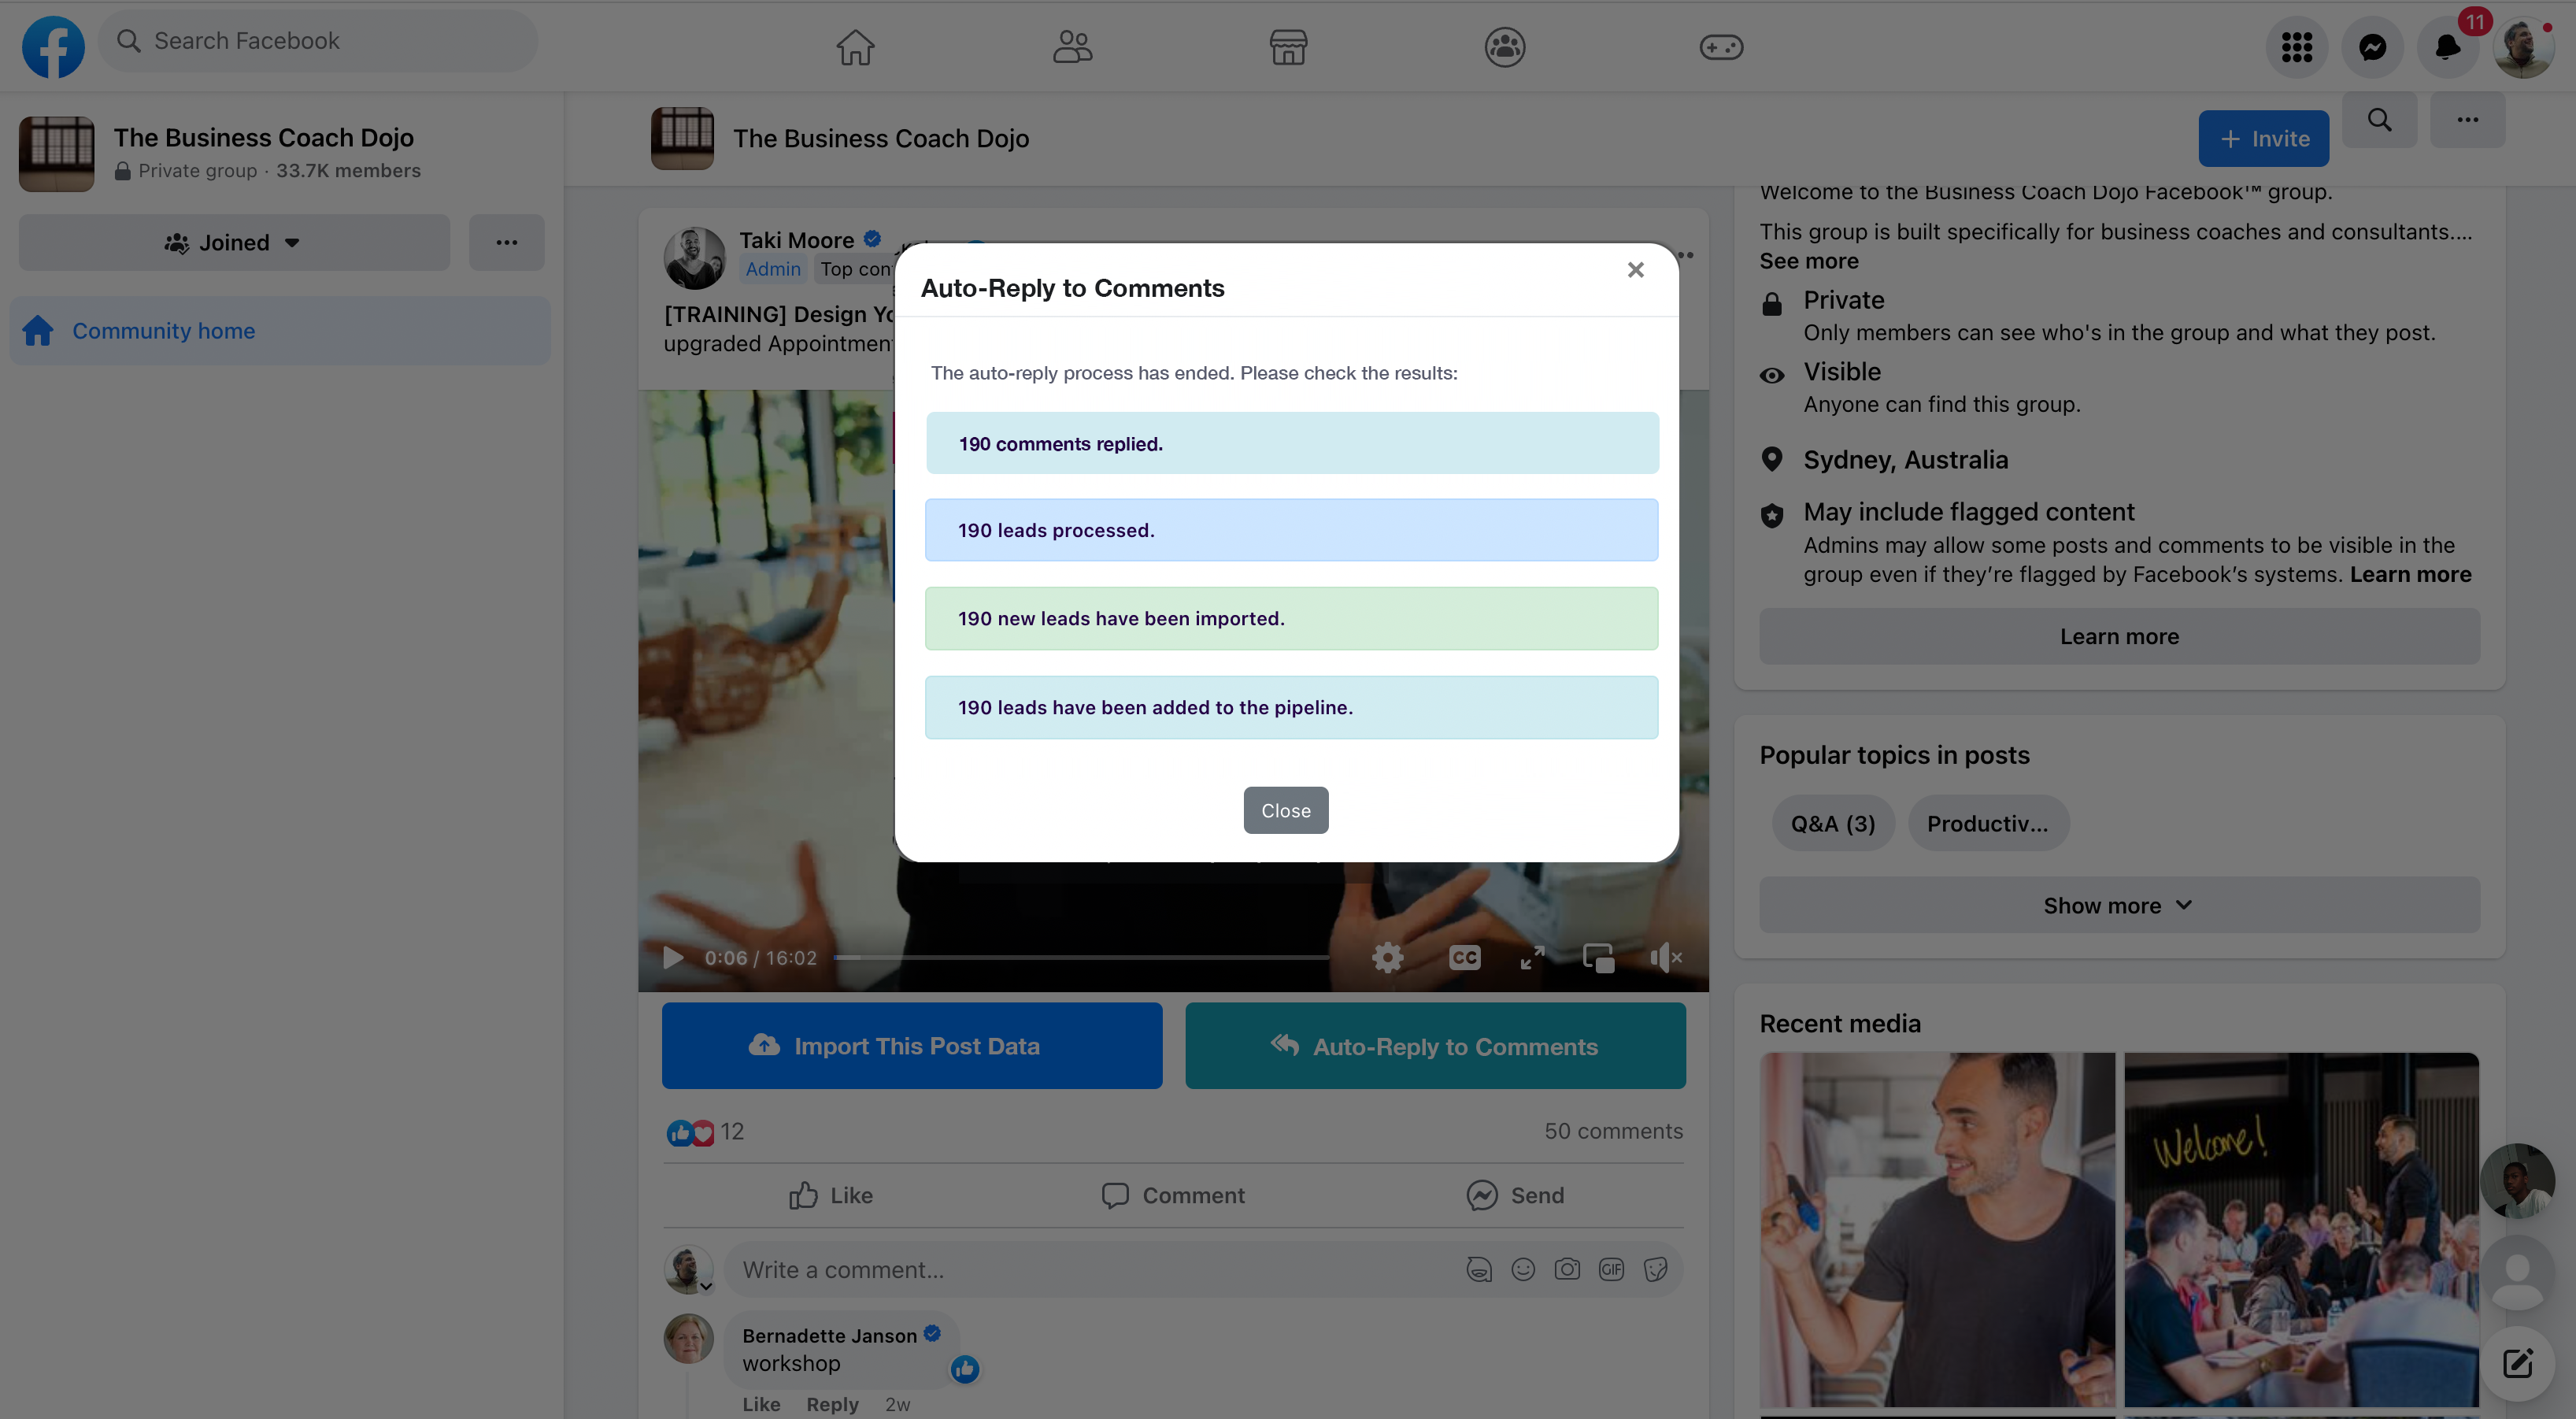 Search Facebook
11
The Business Coach Dojo
Private group · 33.7K members
Joined
Community home
The Business Coach Dojo
+ Invite
Taki Moore
Admin
Top con
[TRAINING] Design Yo
upgraded Appointmen
Auto-Reply to Comments
The auto-reply process has ended. Please check the results:
190 comments replied.
190 leads processed.
190 new leads have been imported.
190 leads have been added to the pipeline.
Close
0:06 / 16:02
CC
Import This Post Data
Auto-Reply to Comments
12
50 comments
Like
Comment
Send
Write a comment...
GIF
Bernadette Janson
workshop
Like Reply 2w
Welcome to the Business Coach Dojo Facebook™ group.
This group is built specifically for business coaches and consultants....
See more
Private
Only members can see who's in the group and what they post.
Visible
Anyone can find this group.
Sydney, Australia
May include flagged content
Admins may allow some posts and comments to be visible in the
group even if they’re flagged by Facebook’s systems. Learn more
Learn more
Popular topics in posts
Q&A (3)
Productiv...
Show more
Recent media
Welcome!